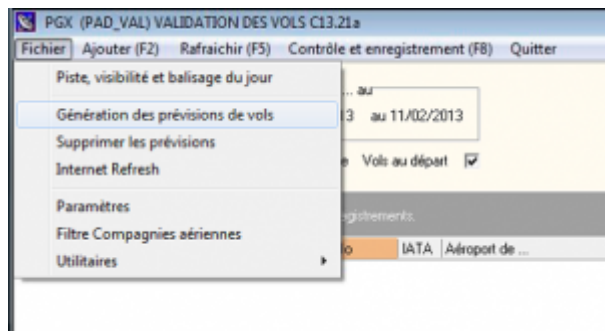 PGX (PAD_VAL) VALIDATION DES VOLS C13.21a
Fichier Ajouter (F2) Rafraichir (F5) Contrôle et enregistrement (F8) Quitter
Piste, visibilité et balisage du jour
... au
Génération des prévisions de vols
13 au 11/02/2013
Supprimer les prévisions
Vols au départ
Internet Refresh
Paramètres
egistrements.
Filtre Compagnies aériennes
IATA Aéroport de ...
Utilitaires